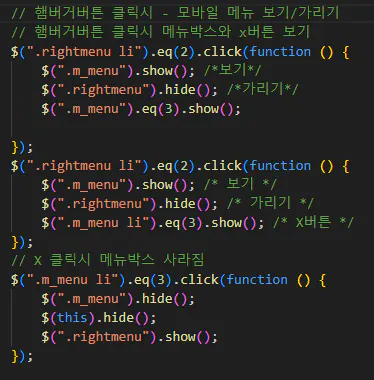 // 햄버거버튼 클릭시 - 모바일 메뉴 보기/가리기
// 햄버거버튼 클릭시 메뉴박스와 x버튼 보기
$(".rightmenu li").eq(2).click(function () {
    $(".m_menu").show(); /*보기*/
    $(".rightmenu").hide(); /*가리기*/
    $(".m_menu").eq(3).show();
});
$(".rightmenu li").eq(2).click(function () {
    $(".m_menu").show(); /* 보기 */
    $(".rightmenu").hide(); /* 가리기 */
    $(".m_menu li").eq(3).show(); /* X버튼 */
});
// X 클릭시 메뉴박스 사라짐
$(".m_menu li").eq(3).click(function () {
    $(".m_menu").hide();
    $(this).hide();
    $(".rightmenu").show();
});